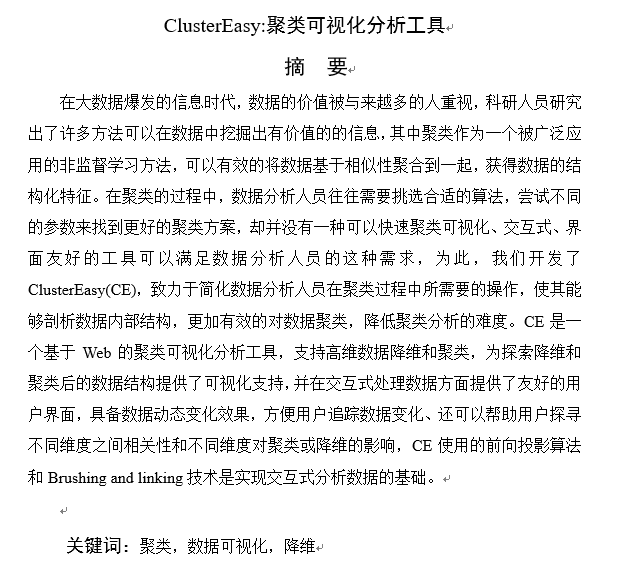 ClusterEasy:聚类可视化分析工具
摘 要
在大数据爆发的信息时代，数据的价值被与来越多的人重视，科研人员研究
出了许多方法可以在数据中挖掘出有价值的的信息，其中聚类作为一个被广泛应
用的非监督学习方法，可以有效的将数据基于相似性聚合到一起，获得数据的结
构化特征。在聚类的过程中，数据分析人员往往需要挑选合适的算法，尝试不同
的参数来找到更好的聚类方案，却并没有一种可以快速聚类可视化、交互式、界
面友好的工具可以满足数据分析人员的这种需求，为此，我们开发了
ClusterEasy(CE)，致力于简化数据分析人员在聚类过程中所需要的操作，使其能
够剖析数据内部结构，更加有效的对数据聚类，降低聚类分析的难度。CE 是一
个基于 Web 的聚类可视化分析工具，支持高维数据降维和聚类，为探索降维和
聚类后的数据结构提供了可视化支持，并在交互式处理数据方面提供了友好的用
户界面，具备数据动态变化效果，方便用户追踪数据变化、还可以帮助用户探寻
不同维度之间相关性和不同维度对聚类或降维的影响，CE 使用的前向投影算法
和 Brushing and linking 技术是实现交互式分析数据的基础。
关键词：聚类，数据可视化，降维